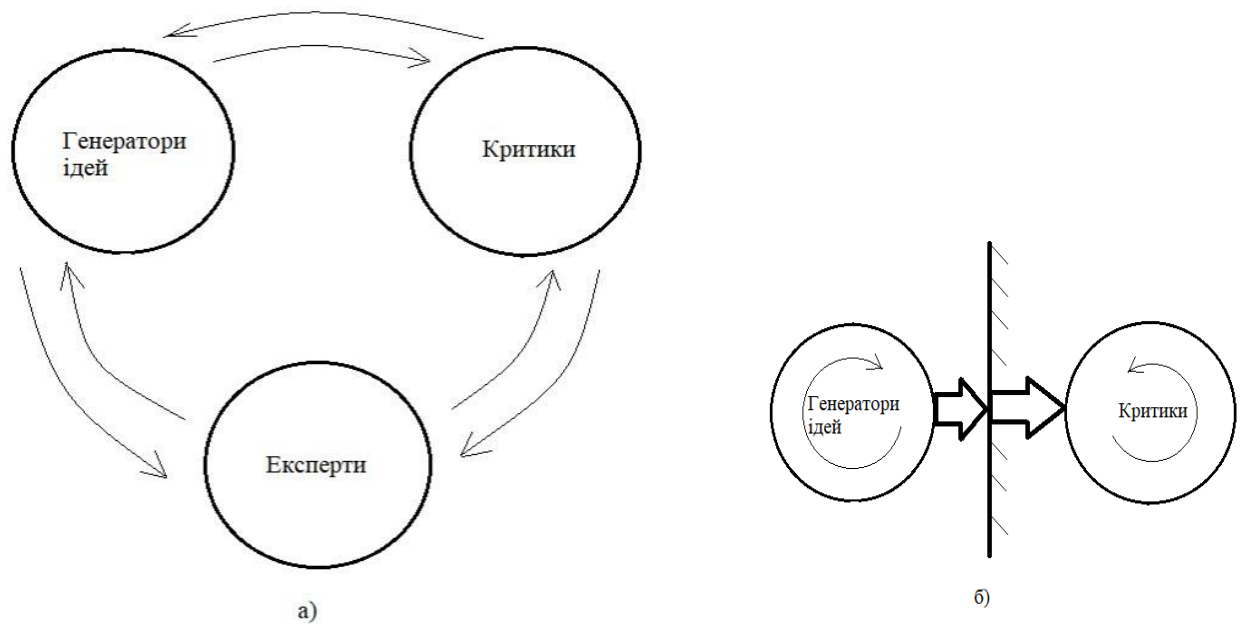 Генератори
ідей
Критики
Експерти
а)
Генератори
ідей
Критики
б)